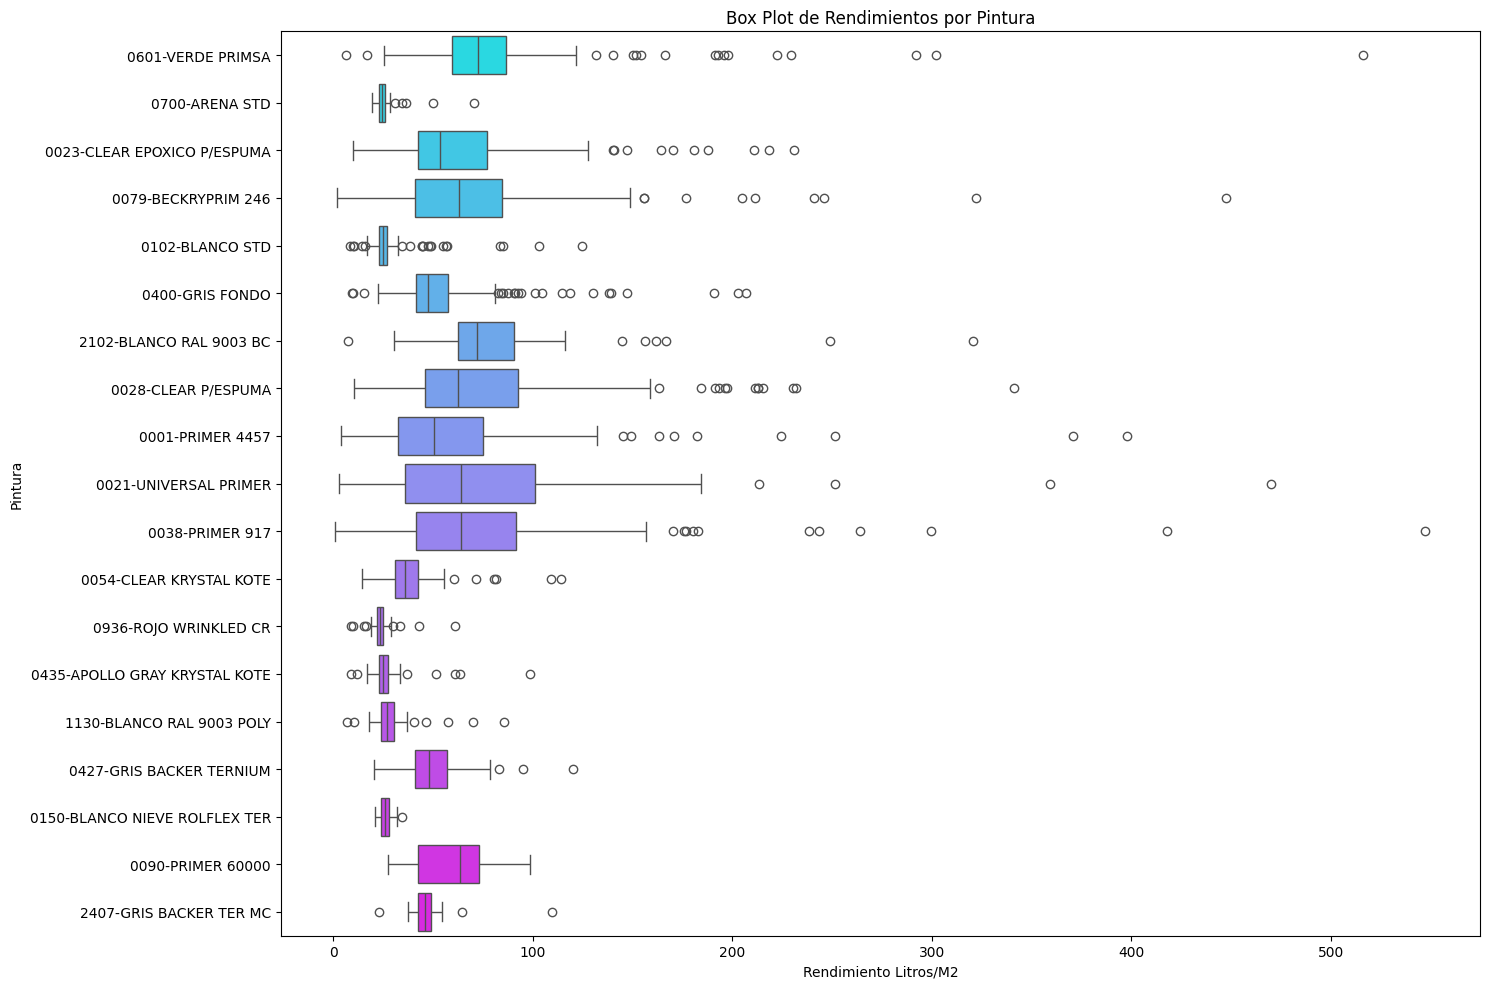 Box Plot de Rendimientos por Pintura
0601-VERDE PRIMSA
0700-ARENA STD
0023-CLEAR EPOXICO P/ESPUMA
0079-BECKRYPRIM 246
0102-BLANCO STD
0400-GRIS FONDO
2102-BLANCO RAL 9003 BC
0028-CLEAR P/ESPUMA
0001-PRIMER 4457
0021-UNIVERSAL PRIMER
0038-PRIMER 917
0054-CLEAR KRYSTAL KOTE
0936-ROJO WRINKLED CR
0435-APOLLO GRAY KRYSTAL KOTE
1130-BLANCO RAL 9003 POLY
0427-GRIS BACKER TERNIUM
0150-BLANCO NIEVE ROLFLEX TER
0090-PRIMER 60000
2407-GRIS BACKER TER MC
Pintura
0 100 200 300 400 500
Rendimiento Litros/M2